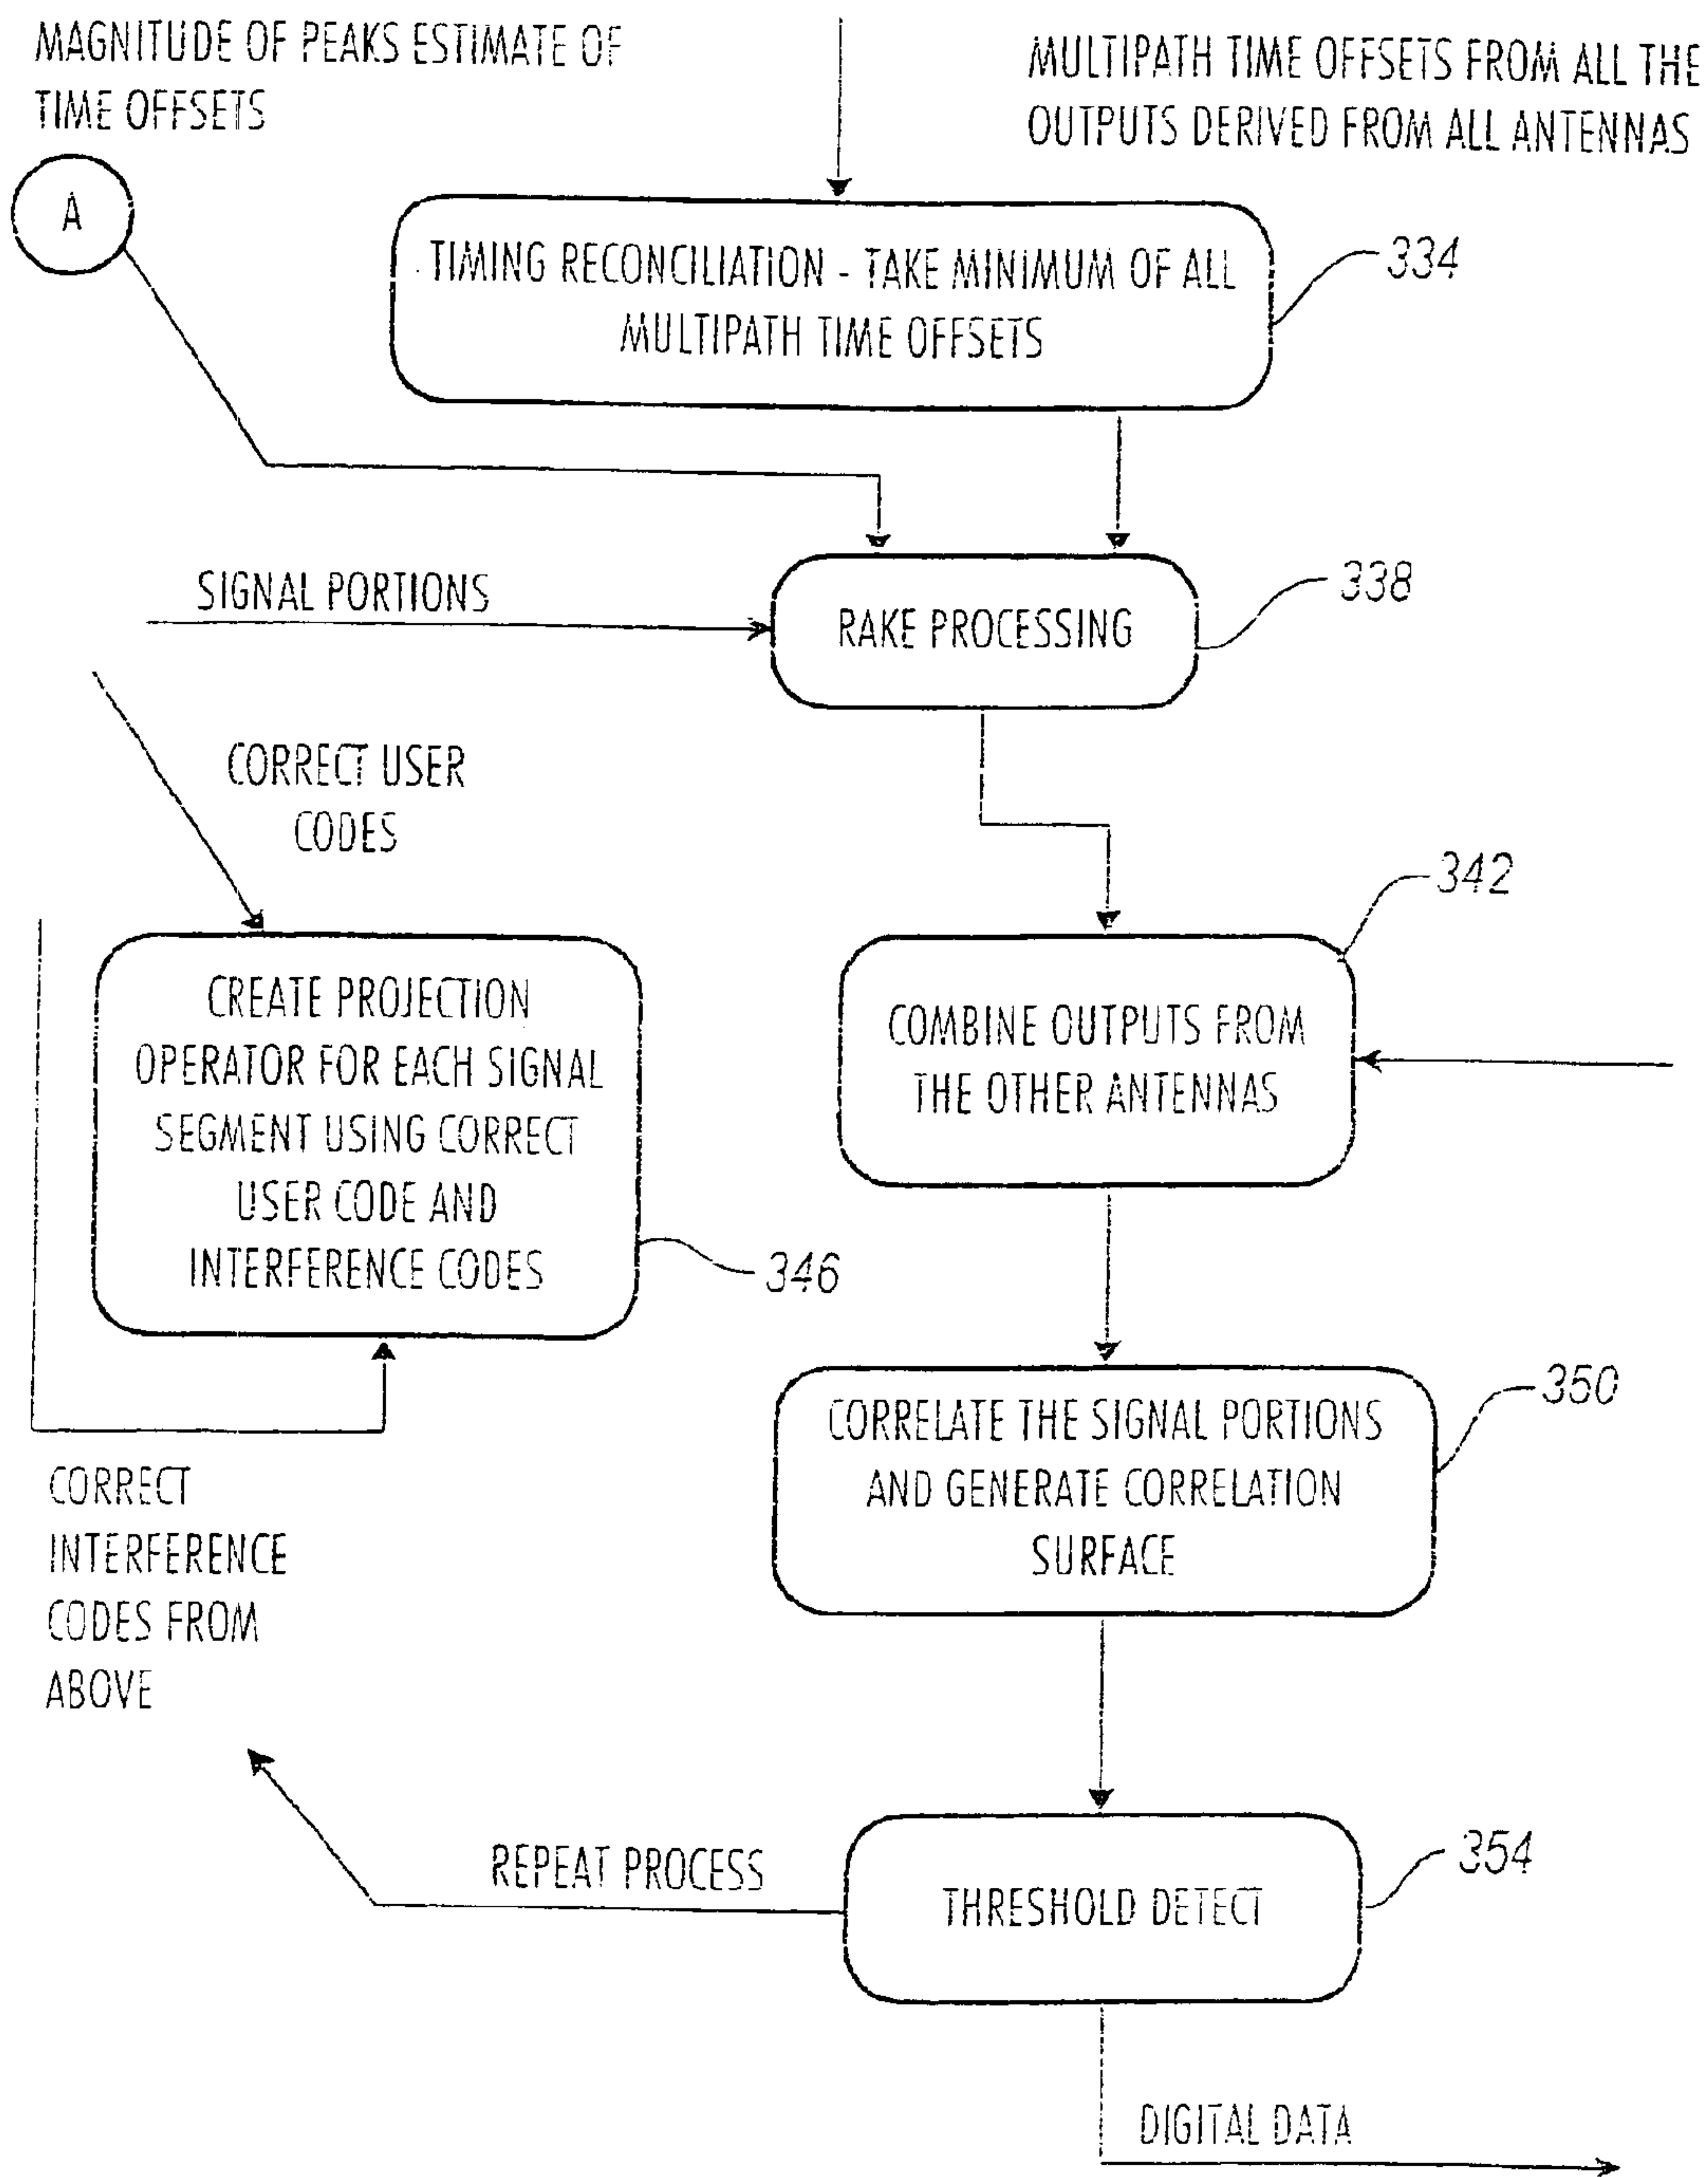 MAGNITUDE OF PEAKS ESTIMATE OF
TIME OFFSETS
MULTIPATH TIME OFFSETS FROM ALL THE
OUTPUTS DERIVED FROM ALL ANTENNAS
A
TIMING RECONCILIATION - TAKE MINIMUM OF ALL
MULTIPATH TIME OFFSETS
334
SIGNAL PORTIONS
RAKE PROCESSING
338
CORRECT USER
CODES
342
CREATE PROJECTION
OPERATOR FOR EACH SIGNAL
SEGMENT USING CORRECT
USER CODE AND
INTERFERENCE CODES
346
COMBINE OUTPUTS FROM
THE OTHER ANTENNAS
CORRELATE THE SIGNAL PORTIONS
AND GENERATE CORRELATION
SURFACE
350
CORRECT
INTERFERENCE
CODES FROM
ABOVE
REPEAT PROCESS
THRESHOLD DETECT
354
DIGITAL DATA